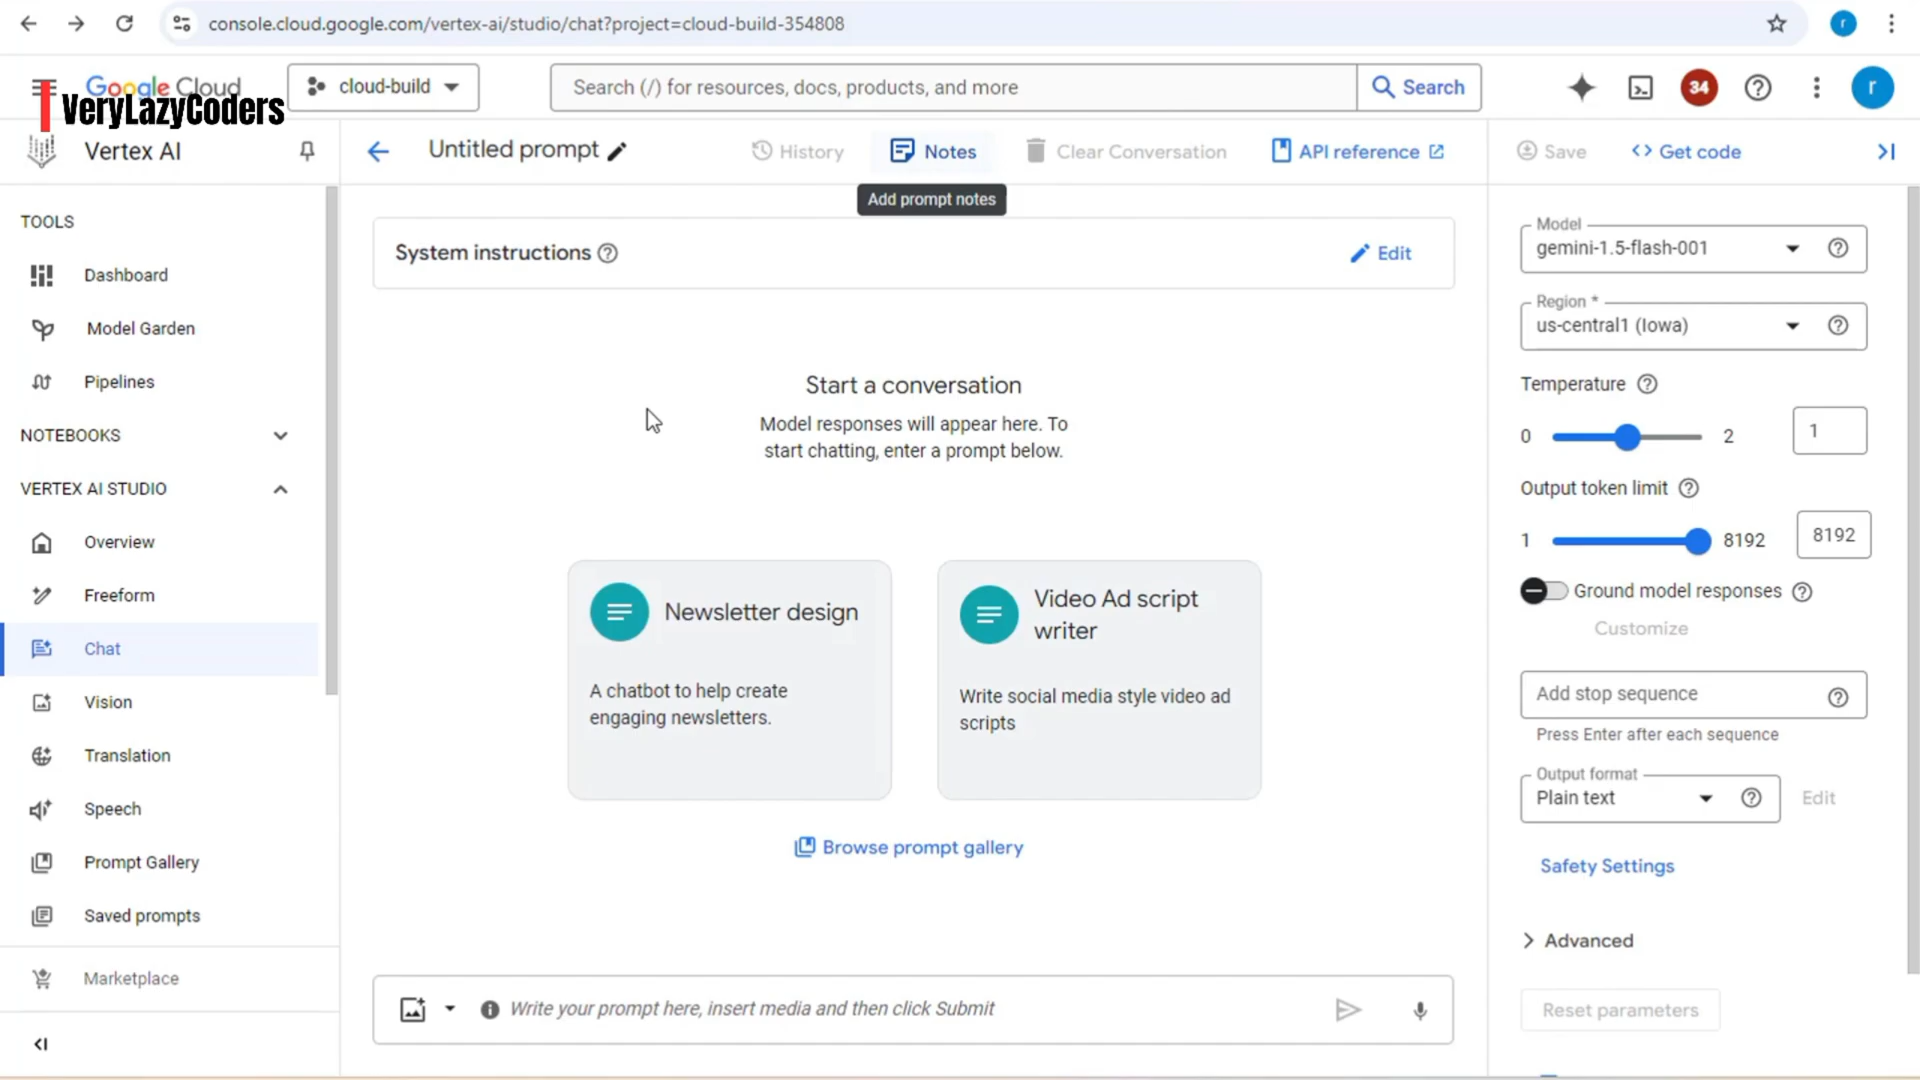 console.cloud.google.com/vertex-ai/studio/chat?project=cloud-build-354808
r
Google Cloud
cloud-build
Search (/) for resources, docs, products, and more
Search
34
r
VeryLazyCoders
Vertex AI
Untitled prompt
History
Notes
Clear Conversation
API reference
Save
Get code
Add prompt notes
TOOLS
Dashboard
Model Garden
Pipelines
NOTEBOOKS
VERTEX AI STUDIO
Overview
Freeform
Chat
Vision
Translation
Speech
Prompt Gallery
Saved prompts
Marketplace
System instructions
Edit
Start a conversation
Model responses will appear here. To
start chatting, enter a prompt below.
Newsletter design
A chatbot to help create
engaging newsletters.
Video Ad script
writer
Write social media style video ad
scripts
Browse prompt gallery
Write your prompt here, insert media and then click Submit
Model
gemini-1.5-flash-001
Region *
us-central1 (Iowa)
Temperature
0
2
1
Output token limit
1
8192
8192
Ground model responses
Customize
Add stop sequence
Press Enter after each sequence
Output format
Plain text
Edit
Safety Settings
Advanced
Reset parameters